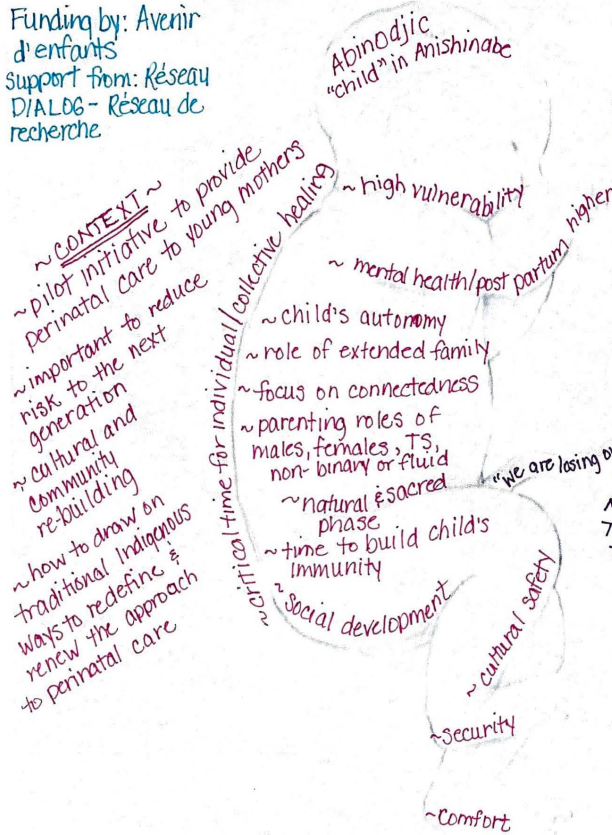 Funding by: Avenir
d'enfants
Support from: Réseau
DIALOG - Réseau de
recherche
Abinodjic
"child" in Anishinabe
~CONTEXT~
~pilot initiative to provide
perinatal care to young mothers
~important to reduce
risk to the next
generation
~cultural and
community
re-building
~how to draw on
traditional Indigenous
ways to redefine &
renew the approach
to perinatal care
~critical time for individual/collective healing
~high vulnerability
~mental health/post partum higher
~child's autonomy
~role of extended family
~focus on connectedness
~parenting roles of
males, females, TS,
non-binary or fluid
~natural & sacred
phase
~time to build child's
immunity
~social development
"we are losing
~cultural safety
~security
~comfort